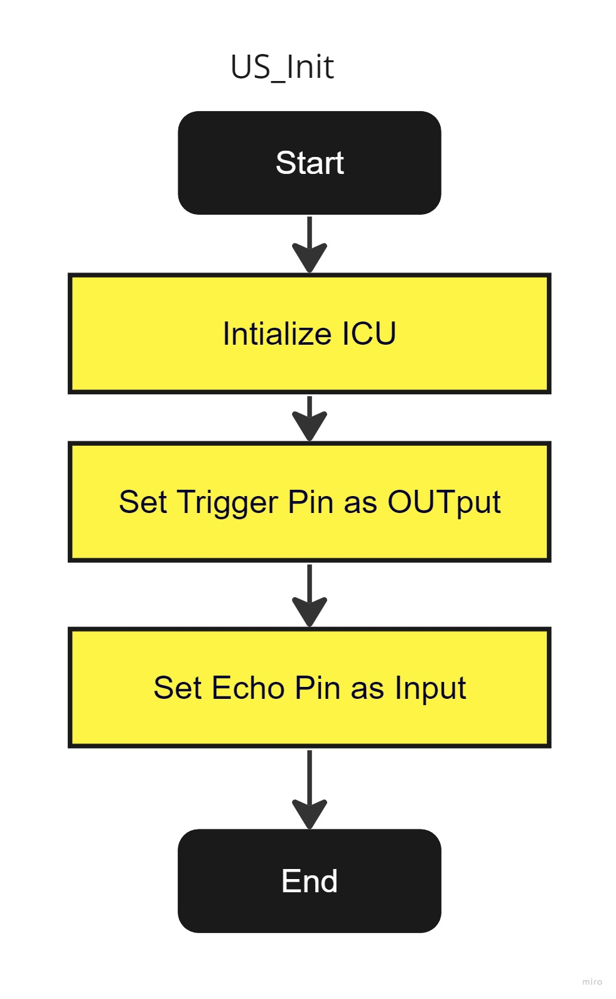 US_Init
Start
Intialize ICU
Set Trigger Pin as OUTput
Set Echo Pin as Input
End
miro